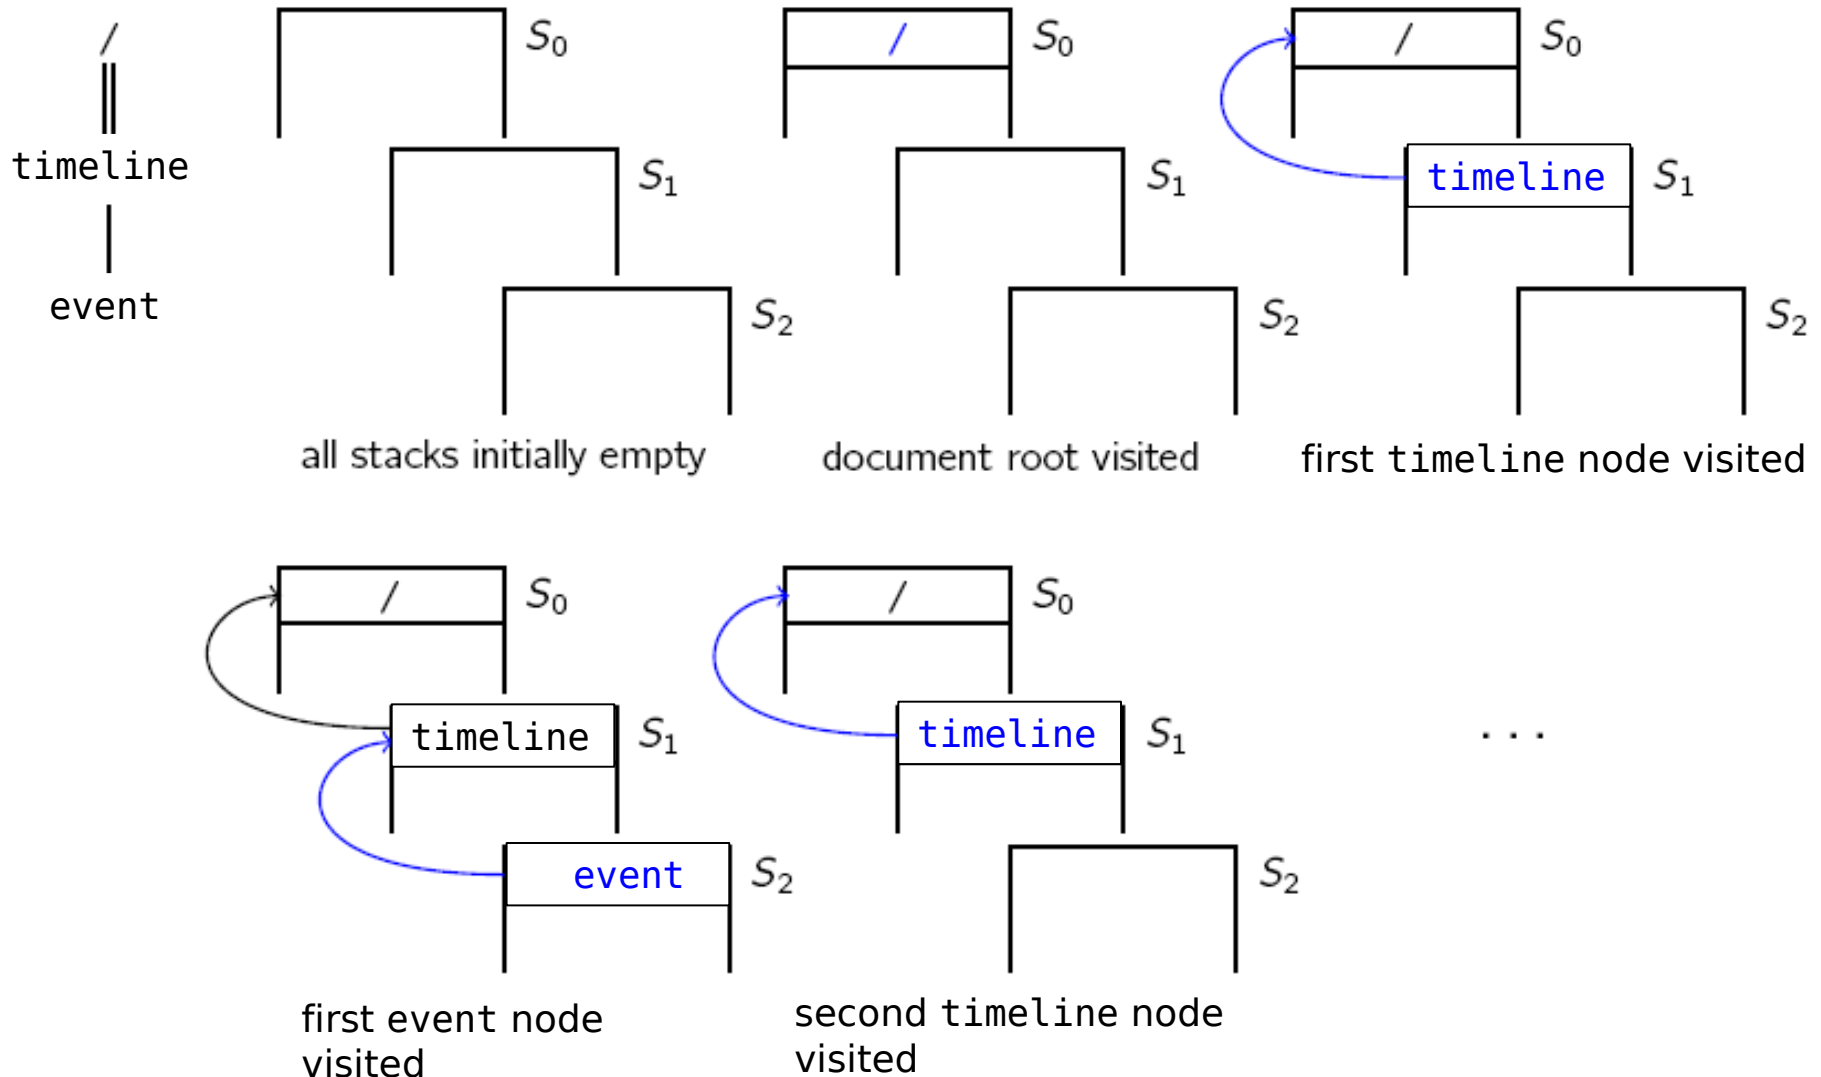 /
timeline
event
S0
S1
S2
all stacks initially empty
/
S0
S1
S2
document root visited
/
S0
timeline
S1
S2
first timeline node visited
/
S0
timeline
S1
event
S2
first event node
visited
/
S0
timeline
S1
S2
second timeline node
visited
. . .